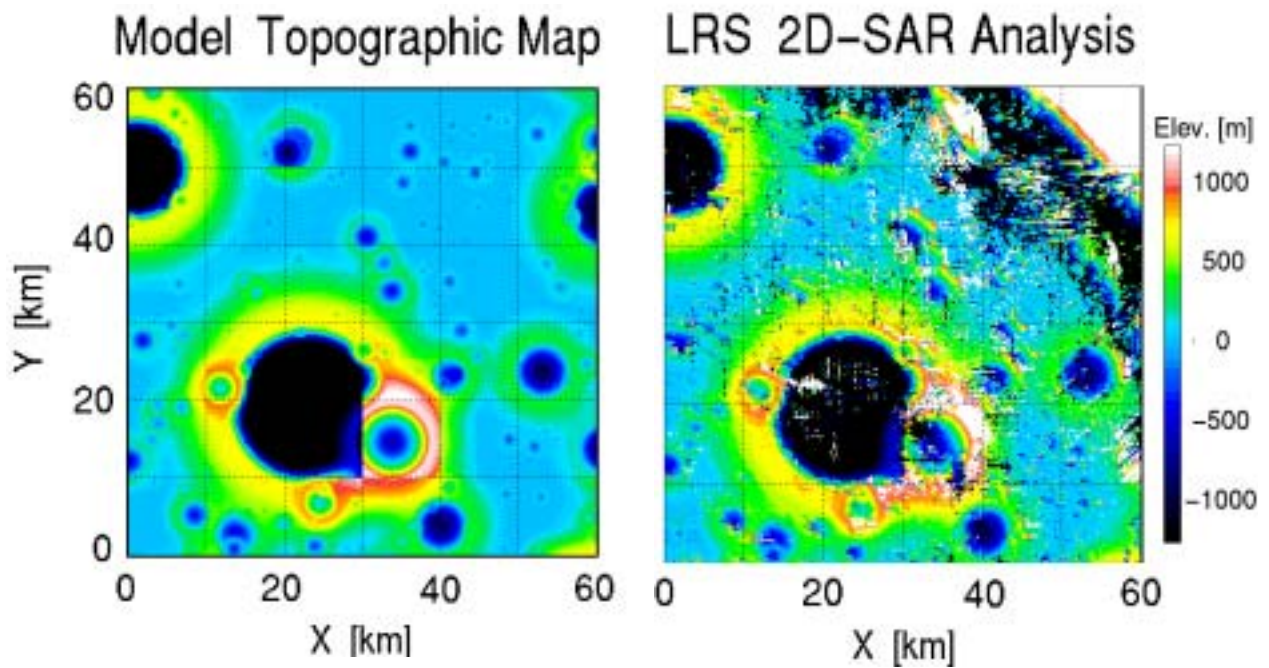 Model Topographic Map
LRS 2D-SAR Analysis
60
40
20
0
Y [km]
0 20 40 60
X [km]
0 20 40 60
X [km]
Elev. [m]
1000
500
0
-500
-1000